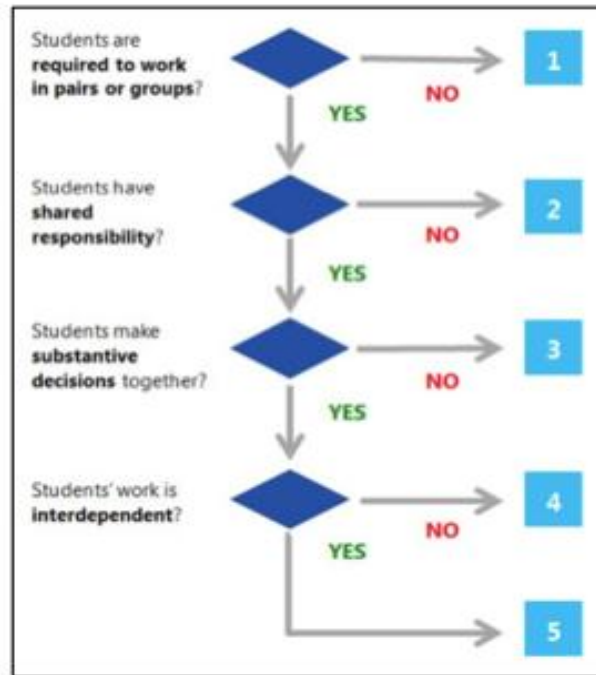 Students are
required to work
in pairs or groups?
1
NO
YES
Students have
shared
responsibility?
2
NO
YES
Students make
substantive
decisions together?
3
NO
YES
Students' work is
interdependent?
4
NO
YES
5